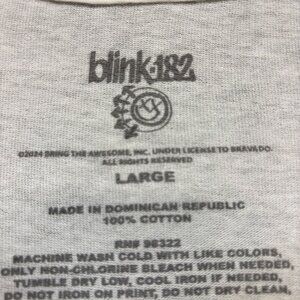 blink-182
©2024 BRING THE AWESOME, INC. UNDER LICENSE TO BRAVADO.
ALL RIGHTS RESERVED
LARGE
MADE IN DOMINICAN REPUBLIC
100% COTTON
RN# 96322
MACHINE WASH COLD WITH LIKE COLORS,
ONLY NON-CHLORINE BLEACH WHEN NEEDED,
TUMBLE DRY LOW, COOL IRON IF NEEDED,
DO NOT IRON ON PRINT, DO NOT DRY CLEAN,